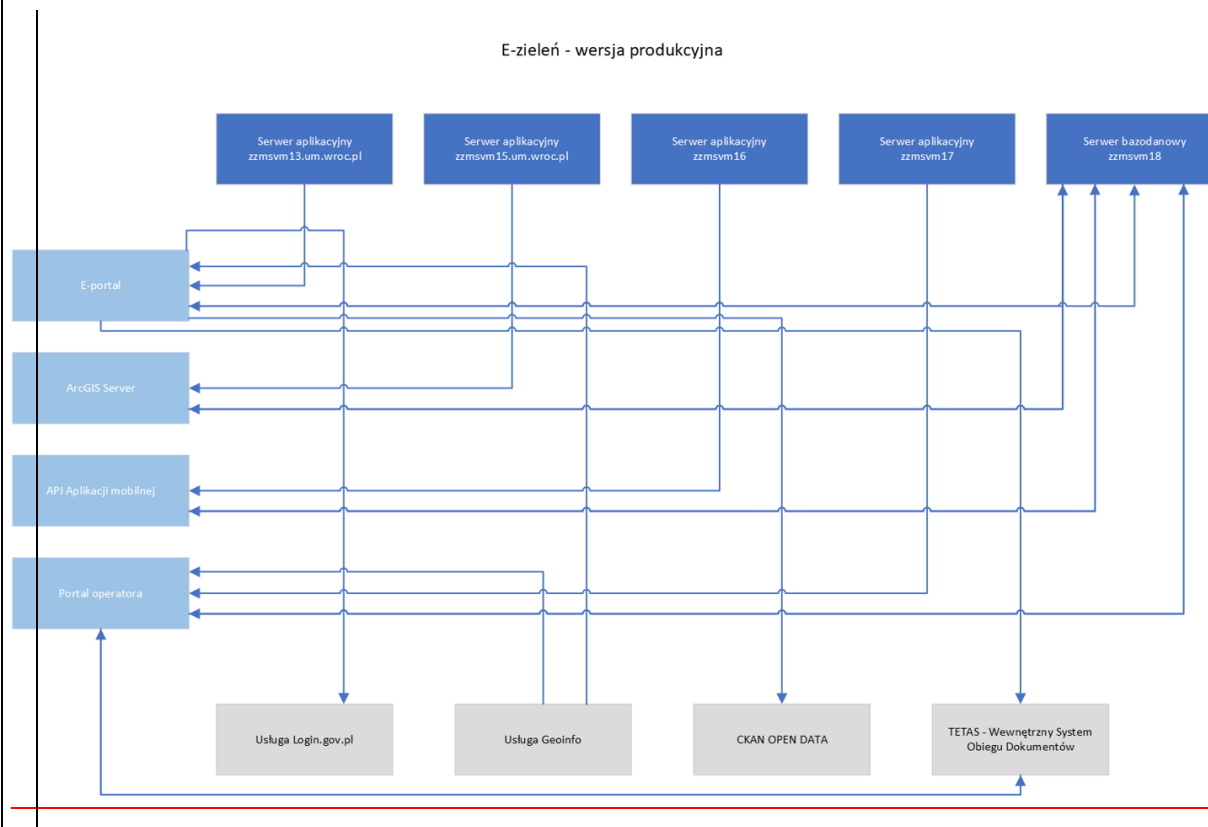 E-zieleń - wersja produkcyjna
Serwer aplikacyjny
zzmsvm13.um.wroc.pl
Serwer aplikacyjny
zzmsvm15.um.wroc.pl
Serwer aplikacyjny
zzmsvm16
Serwer aplikacyjny
zzmsvm17
Serwer bazodanowy
zzmsvm18
E-portal
ArcGIS Server
API Aplikacji mobilnej
Portal operatora
Usługa Login.gov.pl
Usługa Geoinfo
CKAN OPEN DATA
TETAS - Wewnętrzny System
Obiegu Dokumentów